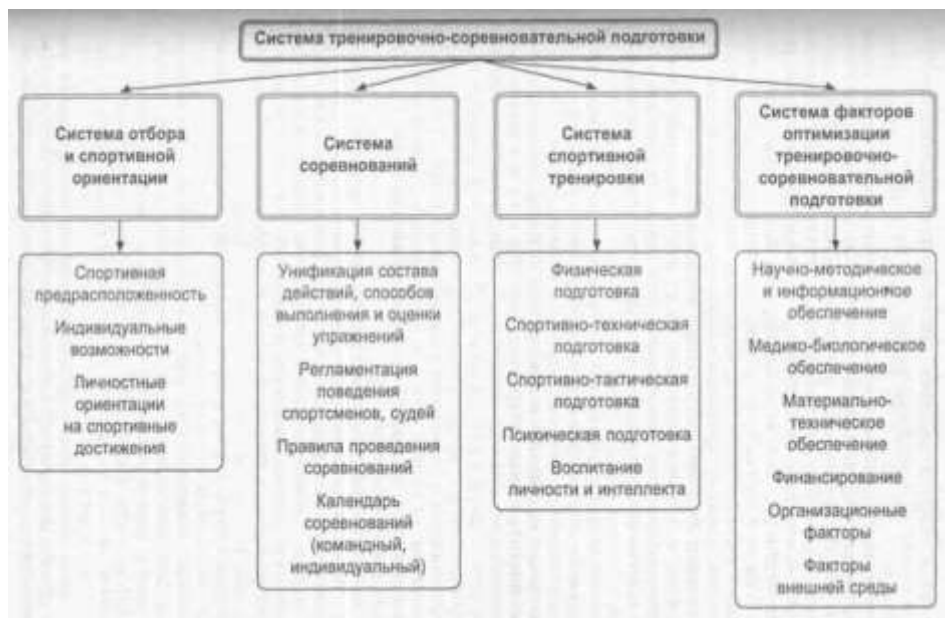 Система тренировочно-соревновательной подготовки
Система отбора
и спортивной
ориентации
Система
соревнований
Система
спортивной
тренировки
Система факторов
оптимизации
тренировочно-
соревновательной
подготовки
Спортивная
предрасположенность
Индивидуальные
возможности
Личностные
ориентации
на спортивные
достижения
Унификация состава
действий, способов
выполнения и оценки
упражнений
Регламентация
поведения
спортсменов, судей
Правила проведения
соревнований
Календарь
соревнований
(командный,
индивидуальный)
Физическая
подготовка
Спортивно-техническая
подготовка
Спортивно-тактическая
подготовка
Психическая подготовка
Воспитание
личности и интеллекта
Научно-методическое
и информационное
обеспечение
Медико-биологическое
обеспечение
Материально-
техническое
обеспечение
Финансирование
Организационные
факторы
Факторы
внешней среды